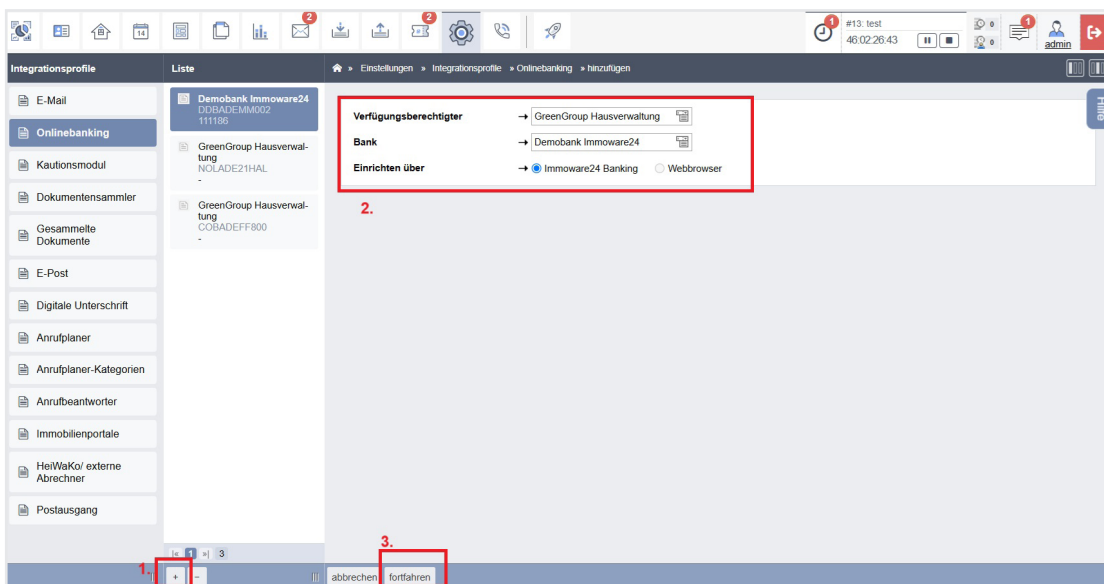 2
2
1
#13: test
46:02:26:43
0
0
1
admin
14
Integrationsprofile
Liste
» Einstellungen » Integrationsprofile » Onlinebanking » hinzufügen
Hilfe
E-Mail
Onlinebanking
Kautionsmodul
Dokumentensammler
Gesammelte
Dokumente
E-Post
Digitale Unterschrift
Anrufplaner
Anrufplaner-Kategorien
Anrufbeantworter
Immobilienportale
HeiWaKo/ externe
Abrechner
Postausgang
Demobank Immoware24
DDBADEMM002
111186
GreenGroup Hausverwal-
tung
NOLADE21HAL
-
GreenGroup Hausverwal-
tung
COBADEFF800
-
|« 1 »| 3
1.
+ -
Verfügungsberechtigter → GreenGroup Hausverwaltung
Bank → Demobank Immoware24
Einrichten über → Immoware24 Banking Webbrowser
2.
3.
abbrechen fortfahren